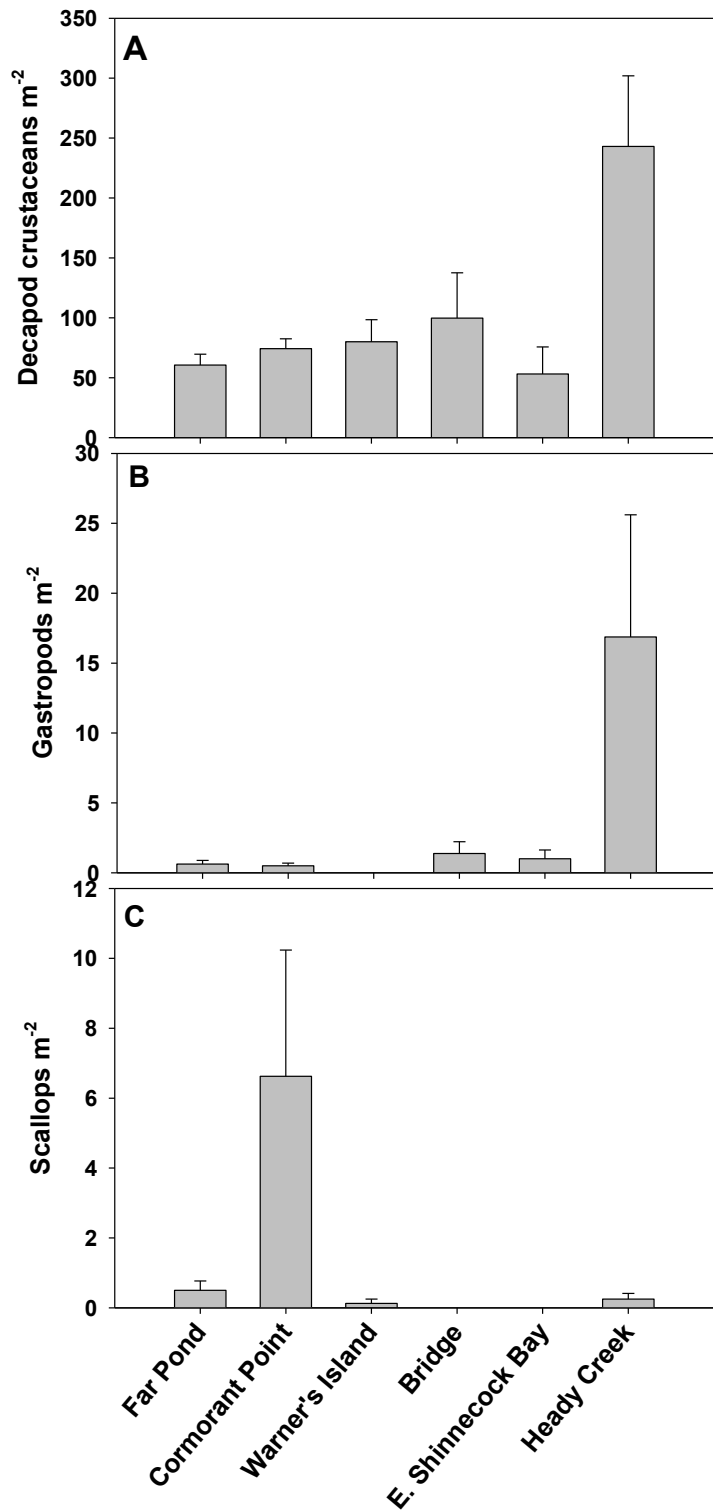 A
Decapod crustaceans m-2
350
300
250
200
150
100
50
0
B
Gastropods m-2
30
25
20
15
10
5
0
C
Scallops m-2
12
10
8
6
4
2
0
Far Pond
Cormorant Point
Warner's Island
Bridge
E. Shinnecock Bay
Heady Creek